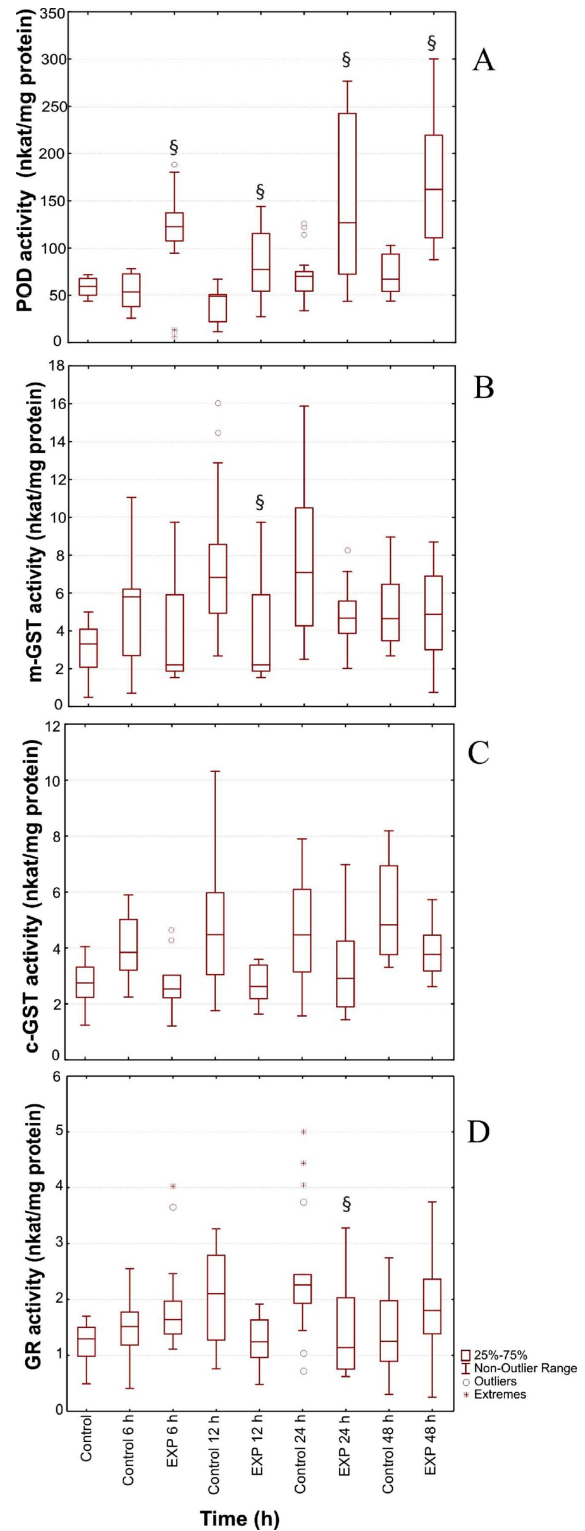 A
POD activity (nkat/mg protein)
350
300
250
200
150
100
50
0
§
§
§
§
B
m-GST activity (nkat/mg protein)
18
16
14
12
10
8
6
4
2
0
§
C
c-GST activity (nkat/mg protein)
12
10
8
6
4
2
0
D
GR activity (nkat/mg protein)
6
5
4
3
2
1
0
§
25%-75%
Non-Outlier Range
Outliers
Extremes
Control
Control 6 h
EXP 6 h
Control 12 h
EXP 12 h
Control 24 h
EXP 24 h
Control 48 h
EXP 48 h
Time (h)